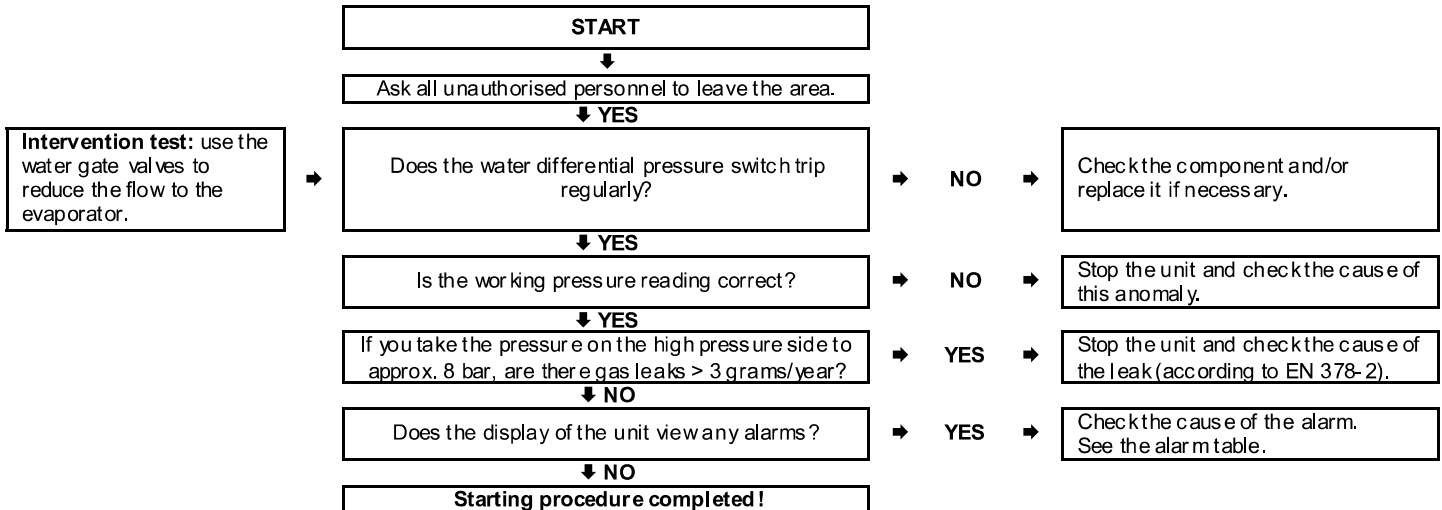 START
Ask all unauthorised personnel to leave the area.
YES
Intervention test: use the
water gate valves to
reduce the flow to the
evaporator.
Does the water differential pressure switch trip
regularly?
NO
Check the component and/or
replace it if necessary.
YES
Is the working pressure reading correct?
NO
Stop the unit and check the cause of
this anomaly.
YES
If you take the pressure on the high pressure side to
approx. 8 bar, are there gas leaks > 3 grams/year?
YES
Stop the unit and check the cause of
the leak (according to EN 378-2).
NO
Does the display of the unit view any alarms?
YES
Check the cause of the alarm.
See the alarm table.
NO
Starting procedure completed!